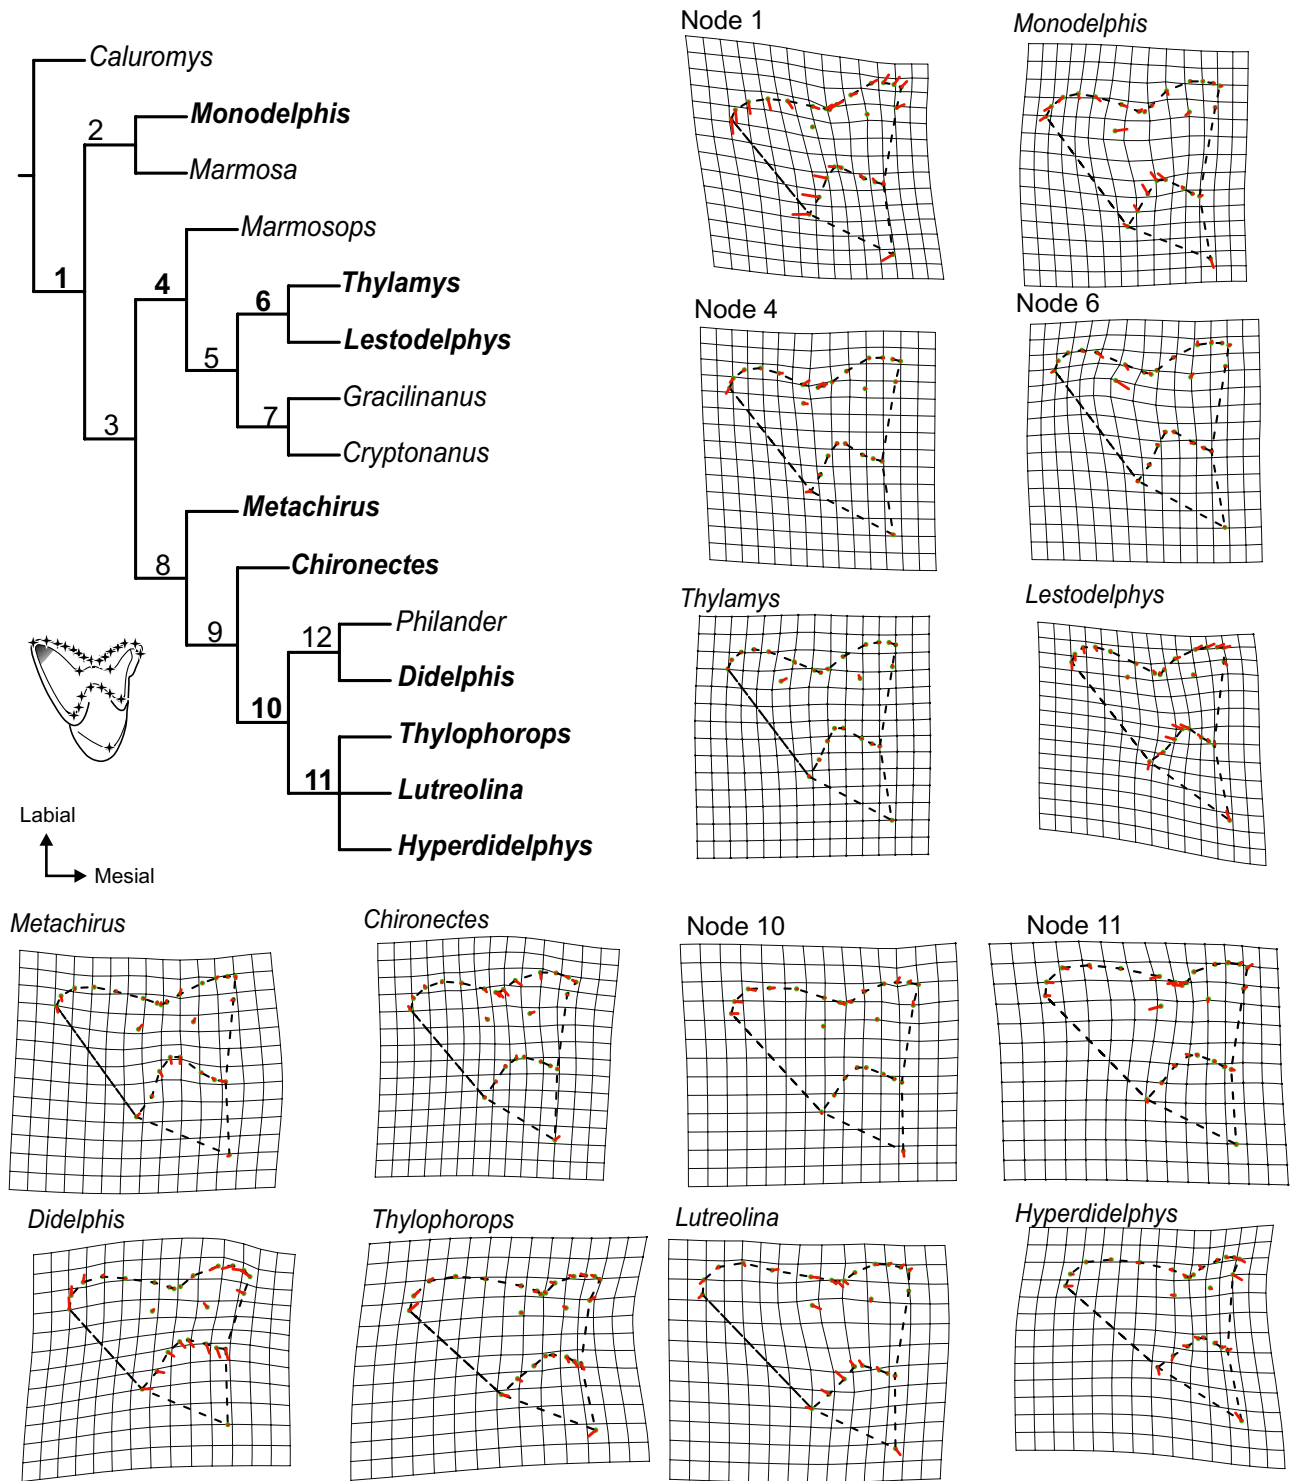 Caluromys
2
Monodelphis
Marmosa
Marmosops
1
4
6
Thylamys
Lestodelphys
5
Gracilinanus
7
Cryptonanus
3
Metachirus
8
Chironectes
9
Philander
12
Didelphis
10
Thylophorops
11
Lutreolina
Hyperdidelphys
Labial
Mesial
Node 1
Monodelphis
Node 4
Node 6
Thylamys
Lestodelphys
Metachirus
Chironectes
Node 10
Node 11
Didelphis
Thylophorops
Lutreolina
Hyperdidelphys